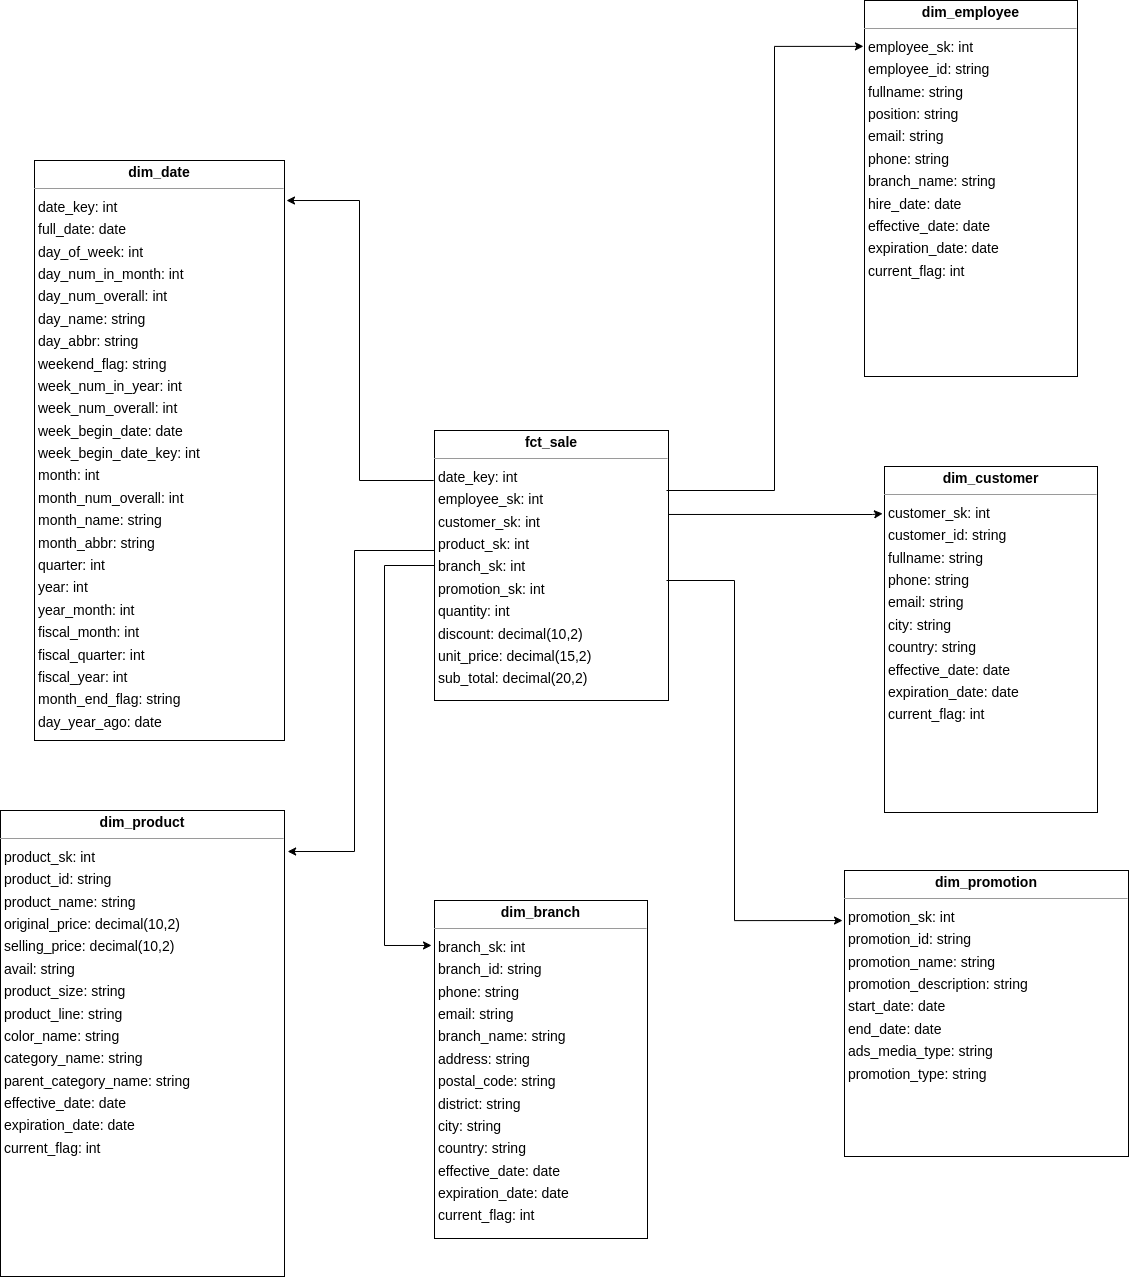 dim_employee
employee_sk: int
employee_id: string
fullname: string
position: string
email: string
phone: string
branch_name: string
hire_date: date
effective_date: date
expiration_date: date
current_flag: int
dim_date
date_key: int
full_date: date
day_of_week: int
day_num_in_month: int
day_num_overall: int
day_name: string
day_abbr: string
weekend_flag: string
week_num_in_year: int
week_num_overall: int
week_begin_date: date
week_begin_date_key: int
month: int
month_num_overall: int
month_name: string
month_abbr: string
quarter: int
year: int
year_month: int
fiscal_month: int
fiscal_quarter: int
fiscal_year: int
month_end_flag: string
day_year_ago: date
fct_sale
date_key: int
employee_sk: int
customer_sk: int
product_sk: int
branch_sk: int
promotion_sk: int
quantity: int
discount: decimal(10,2)
unit_price: decimal(15,2)
sub_total: decimal(20,2)
dim_customer
customer_sk: int
customer_id: string
fullname: string
phone: string
email: string
city: string
country: string
effective_date: date
expiration_date: date
current_flag: int
dim_product
product_sk: int
product_id: string
product_name: string
original_price: decimal(10,2)
selling_price: decimal(10,2)
avail: string
product_size: string
product_line: string
color_name: string
category_name: string
parent_category_name: string
effective_date: date
expiration_date: date
current_flag: int
dim_branch
branch_sk: int
branch_id: string
phone: string
email: string
branch_name: string
address: string
postal_code: string
district: string
city: string
country: string
effective_date: date
expiration_date: date
current_flag: int
dim_promotion
promotion_sk: int
promotion_id: string
promotion_name: string
promotion_description: string
start_date: date
end_date: date
ads_media_type: string
promotion_type: string